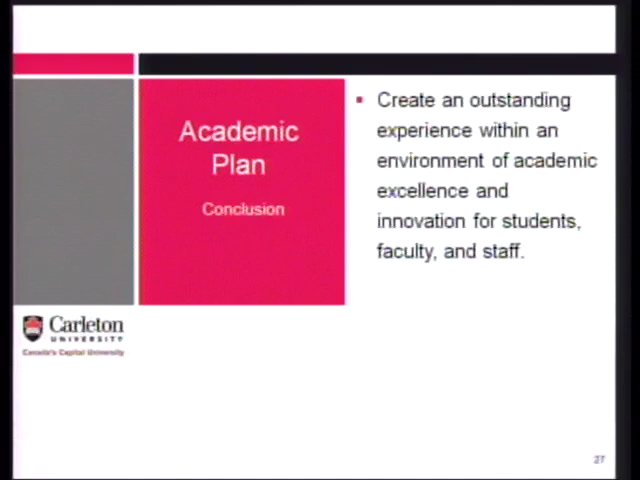 Academic
Plan
Conclusion
Create an outstanding
experience within an
environment of academic
excellence and
innovation for students,
faculty, and staff.
Carleton
UNIVERSITY
Canada's Capital University
27